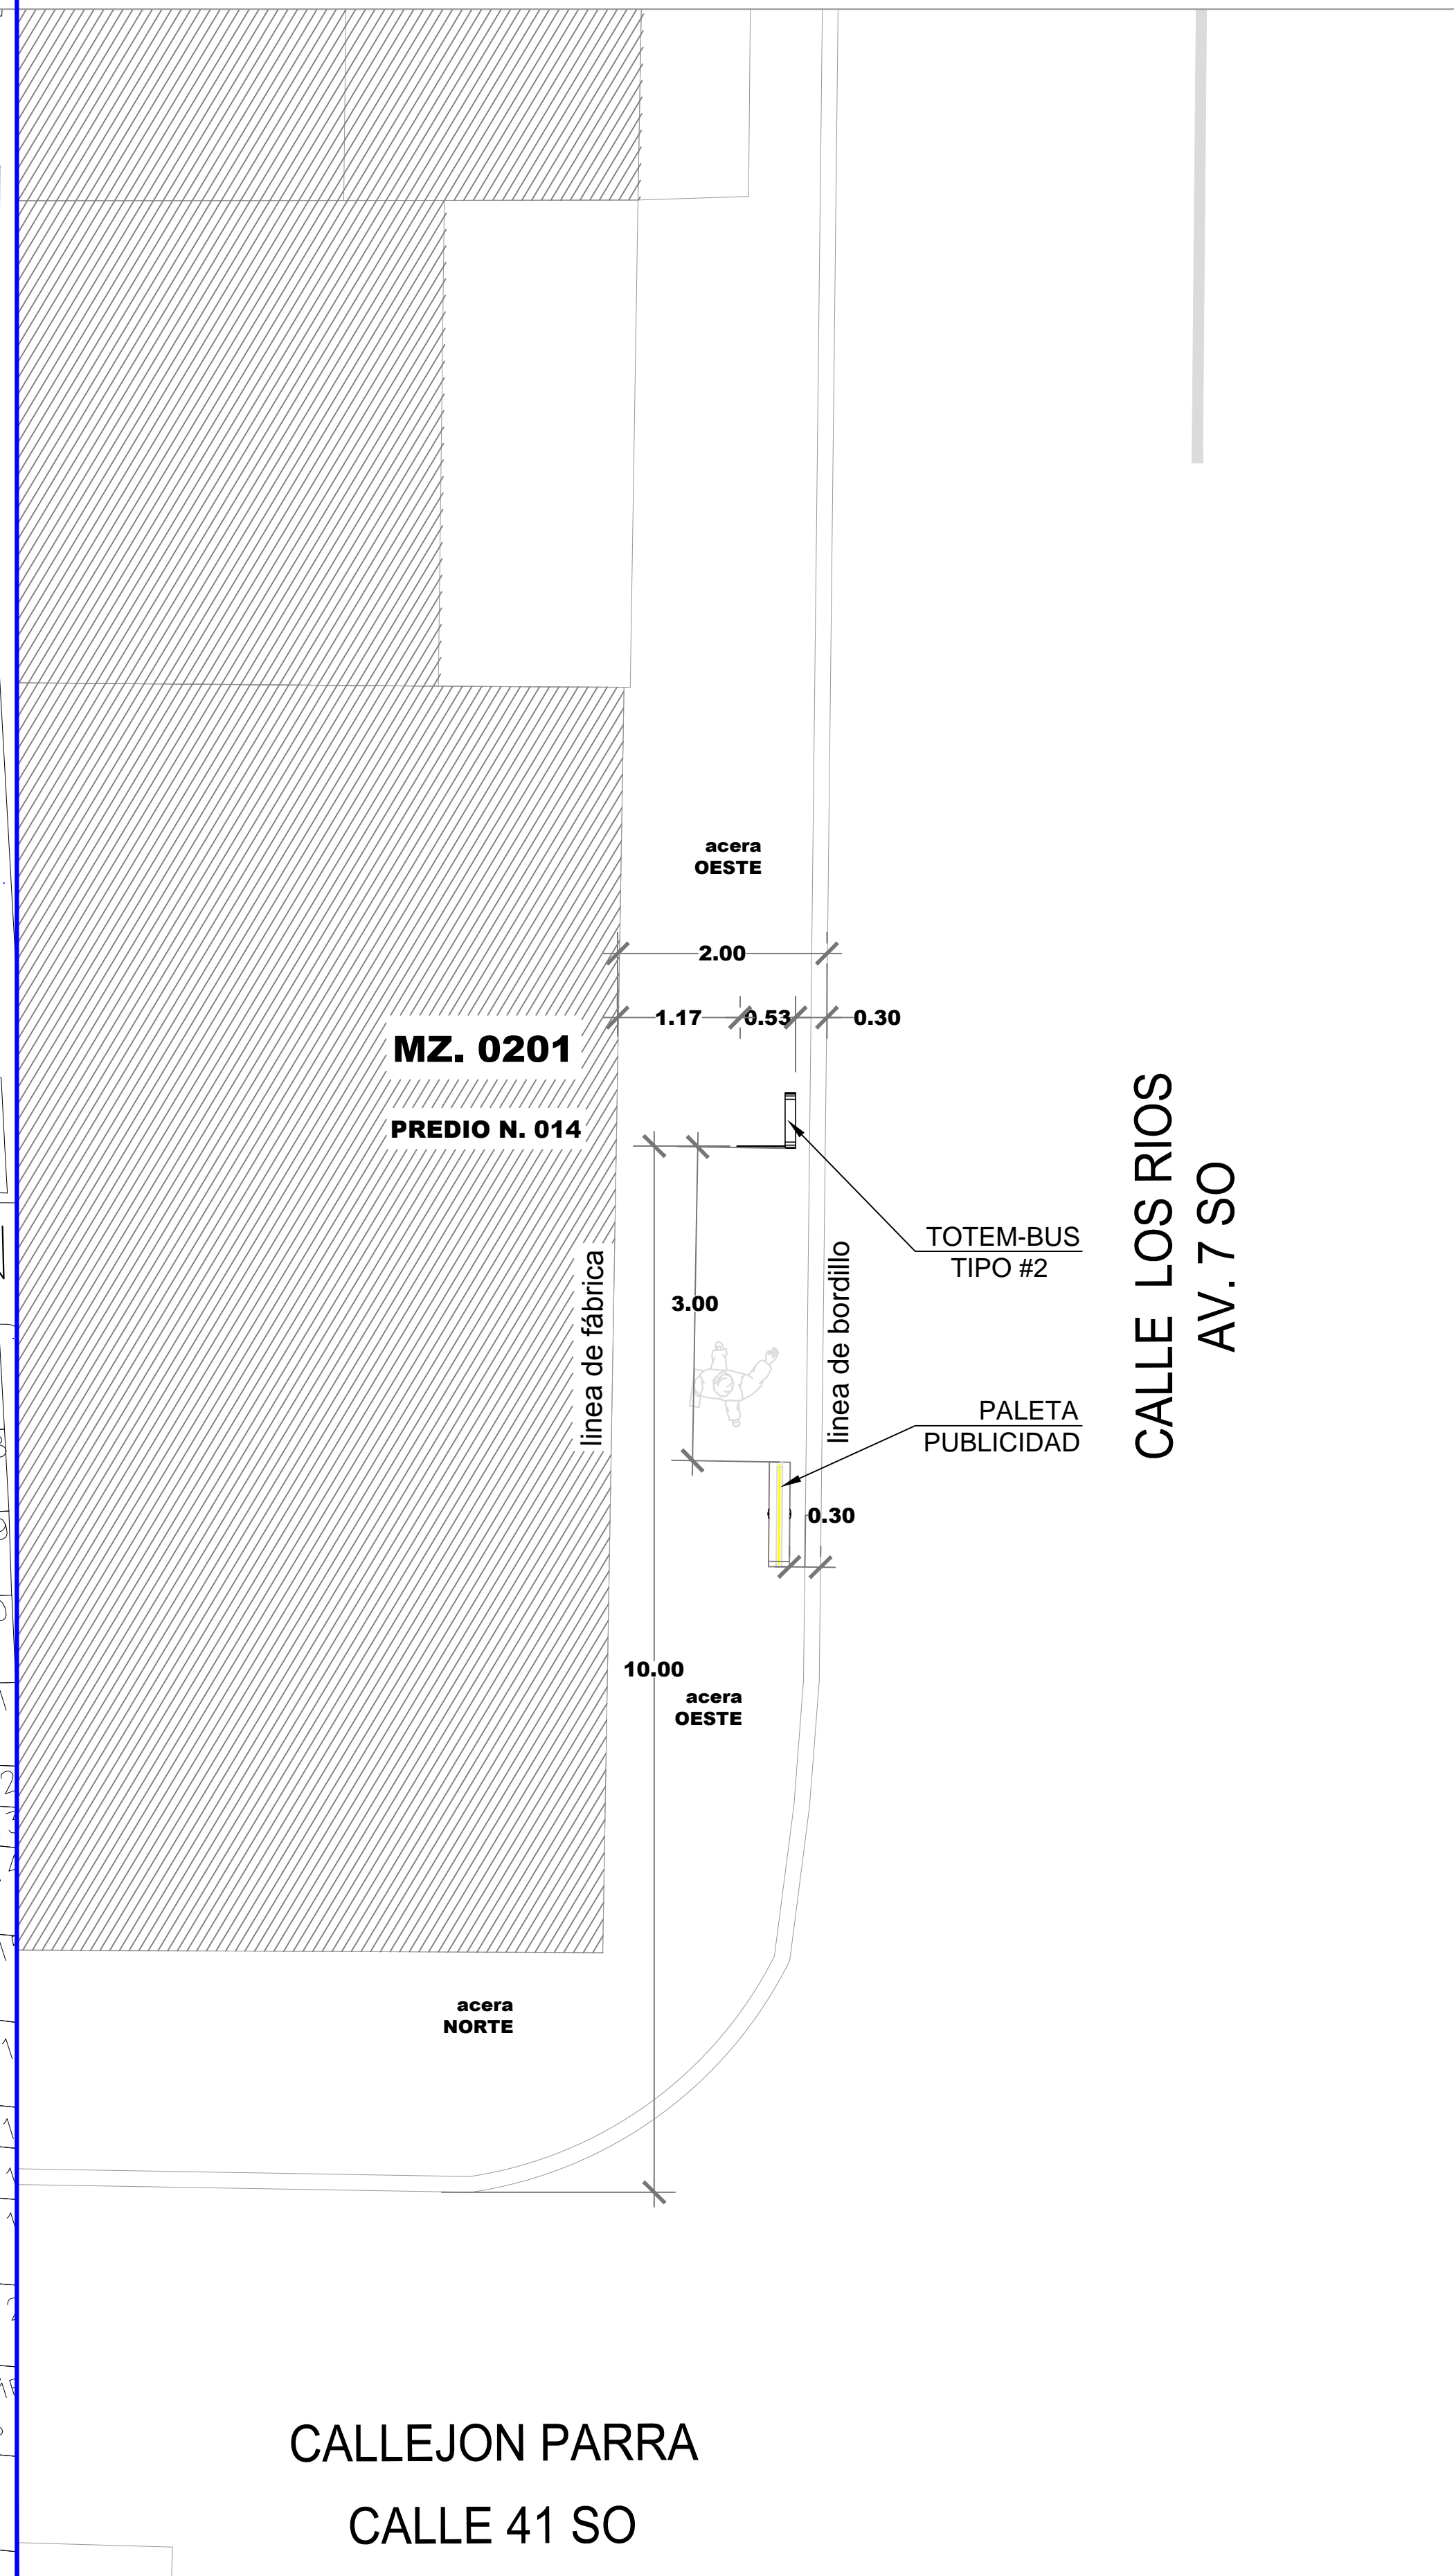 acera
OESTE
2.00
1.17
0.53
0.30
MZ. 0201
PREDIO N. 014
CALLE LOS RIOS
AV. 7 SO
TOTEM-BUS
TIPO #2
linea de fábrica
linea de bordillo
3.00
PALETA
PUBLICIDAD
0.30
10.00
acera
OESTE
acera
NORTE
CALLEJON PARRA
CALLE 41 SO